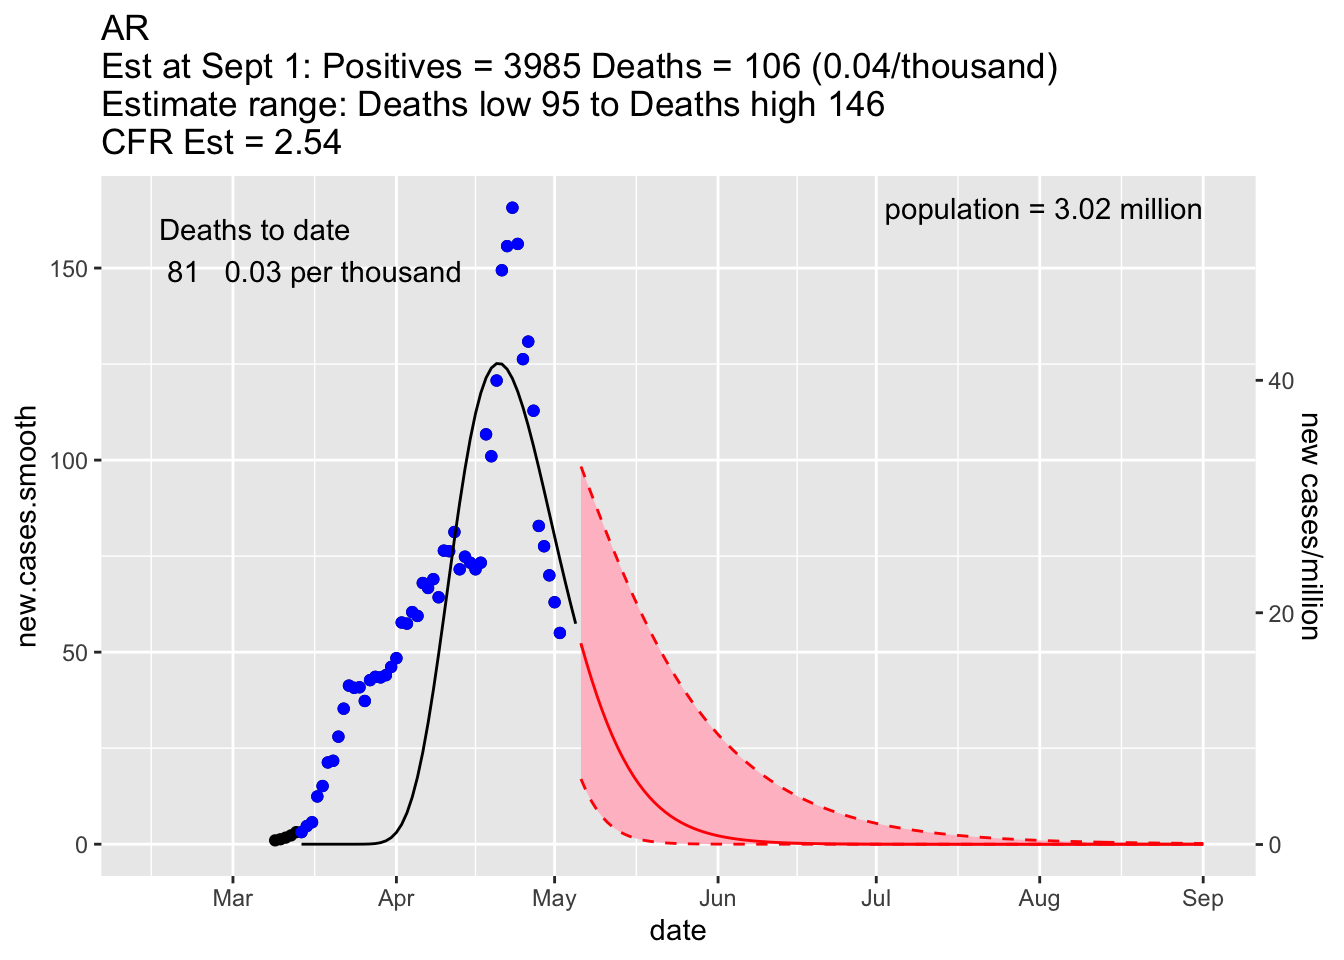 AR
Est at Sept 1: Positives = 3985 Deaths = 106 (0.04/thousand)
Estimate range: Deaths low 95 to Deaths high 146
CFR Est = 2.54
Deaths to date
81 0.03 per thousand
population = 3.02 million
new.cases.smooth
150
100
50
0
40
20
0
new cases/million
Mar Apr May Jun Jul Aug Sep
date